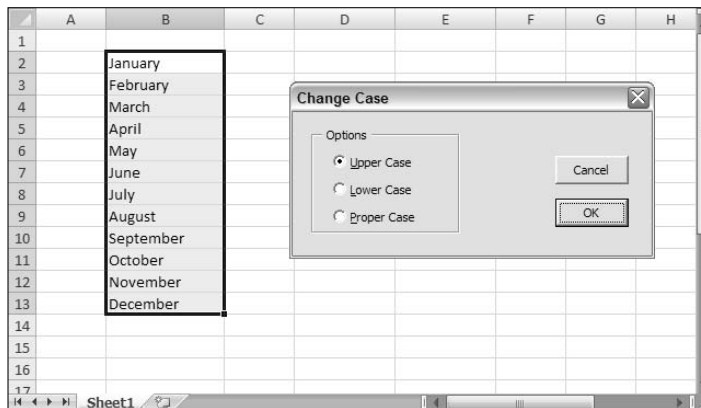 A B C D E F G H
1
2 January
3 February
4 March
5 April
6 May
7 June
8 July
9 August
10 September
11 October
12 November
13 December
14
15
16
17
Change Case
Options
Upper Case
Lower Case
Proper Case
Cancel
OK
Sheet1